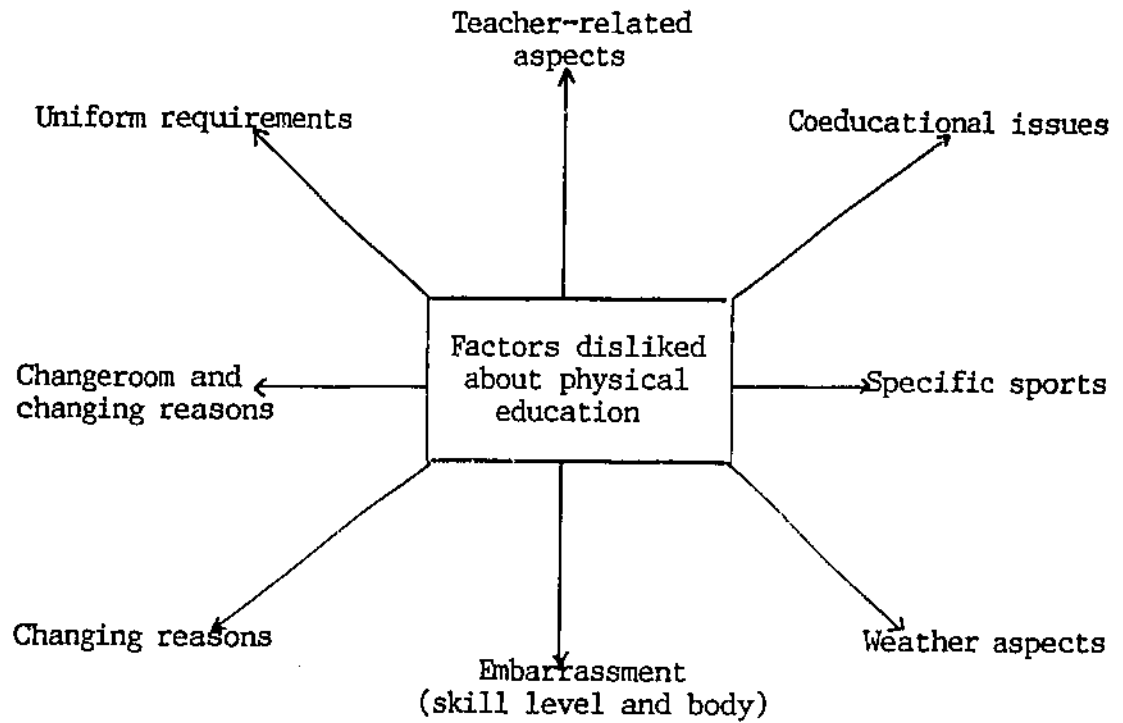 Teacher-related
aspects
Uniform requirements
Coeducational issues
Factors disliked
about physical
education
Changeroom and
changing reasons
Specific sports
Changing reasons
Weather aspects
Embarrassment
(skill level and body)